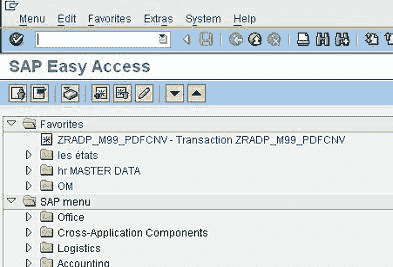 Menu Edit Favorites Extras System Help
SAP Easy Access
Favorites
ZRADP_M99_PDFCNV - Transaction ZRADP_M99_PDFCNV
les états
hr MASTER DATA
OM
SAP menu
Office
Cross-Application Components
Logistics
Accounting